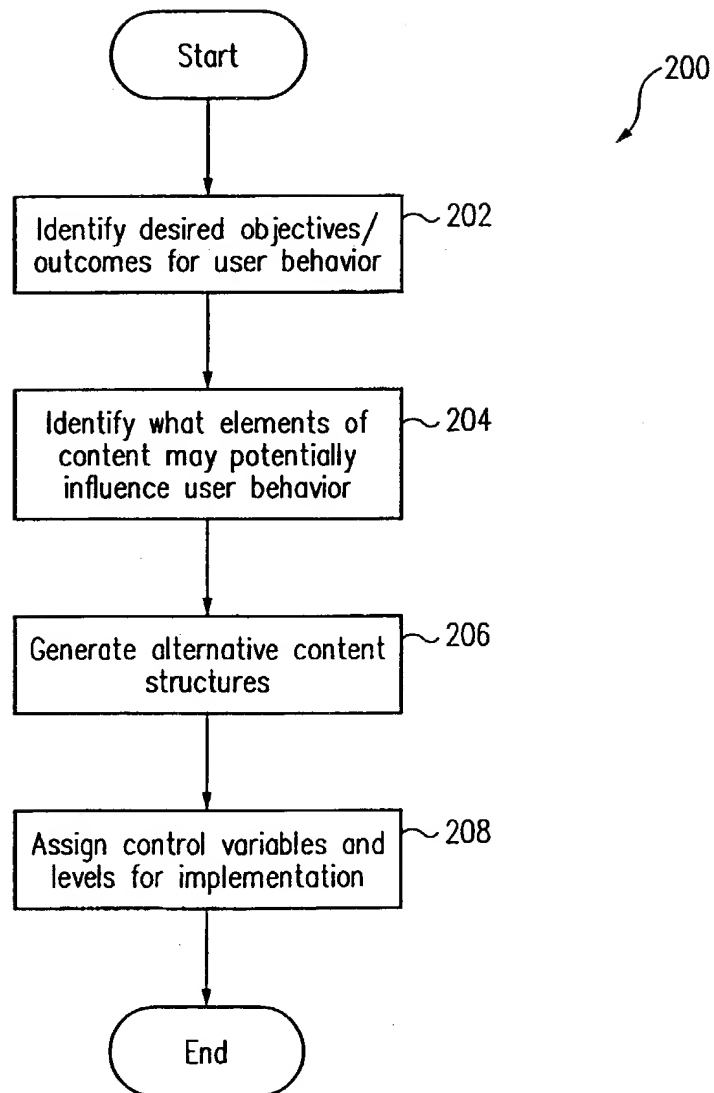 Start
200
Identify desired objectives/
outcomes for user behavior
202
Identify what elements of
content may potentially
influence user behavior
204
Generate alternative content
structures
206
Assign control variables and
levels for implementation
208
End